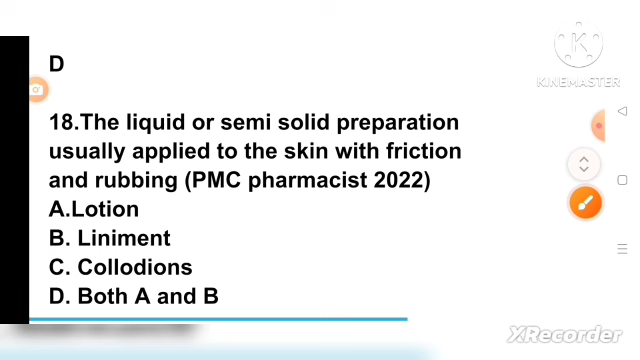 D
KINEMASTER
18.The liquid or semi solid preparation
usually applied to the skin with friction
and rubbing (PMC pharmacist 2022)
A.Lotion
B. Liniment
C. Collodions
D. Both A and B
XRecorder